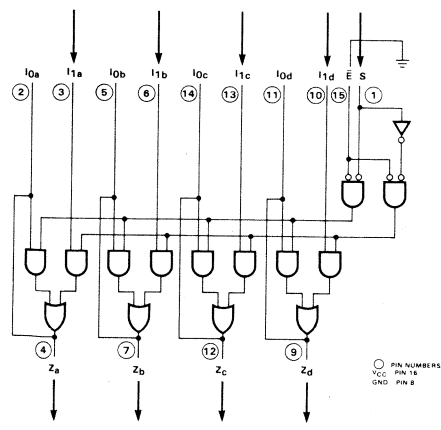 I0a I1a I0b I1b I0c I1c I0d I1d E̅ S
2 3 5 6 14 13 11 10 15 1
4 7 12 9
Za Zb Zc Zd
PIN NUMBERS
VCC PIN 16
GND PIN 8